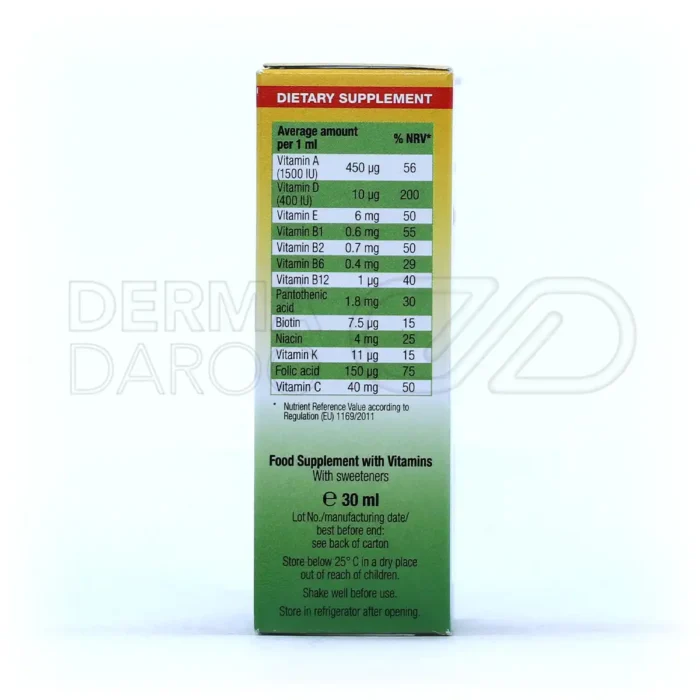 DIETARY SUPPLEMENT
Average amount
per 1 ml % NRV*
Vitamin A
(1500 IU) 450 µg 56
Vitamin D
(400 IU) 10 µg 200
Vitamin E 6 mg 50
Vitamin B1 0.6 mg 55
Vitamin B2 0.7 mg 50
Vitamin B6 0.4 mg 29
Vitamin B12 1 µg 40
Pantothenic
acid 1.8 mg 30
Biotin 7.5 µg 15
Niacin 4 mg 25
Vitamin K 11 µg 15
Folic acid 150 µg 75
Vitamin C 40 mg 50
* Nutrient Reference Value according to
Regulation (EU) 1169/2011
Food Supplement with Vitamins
With sweeteners
℮ 30 ml
Lot No./manufacturing date/
best before end:
see back of carton
Store below 25° C in a dry place
out of reach of children.
Shake well before use.
Store in refrigerator after opening.
DERMA